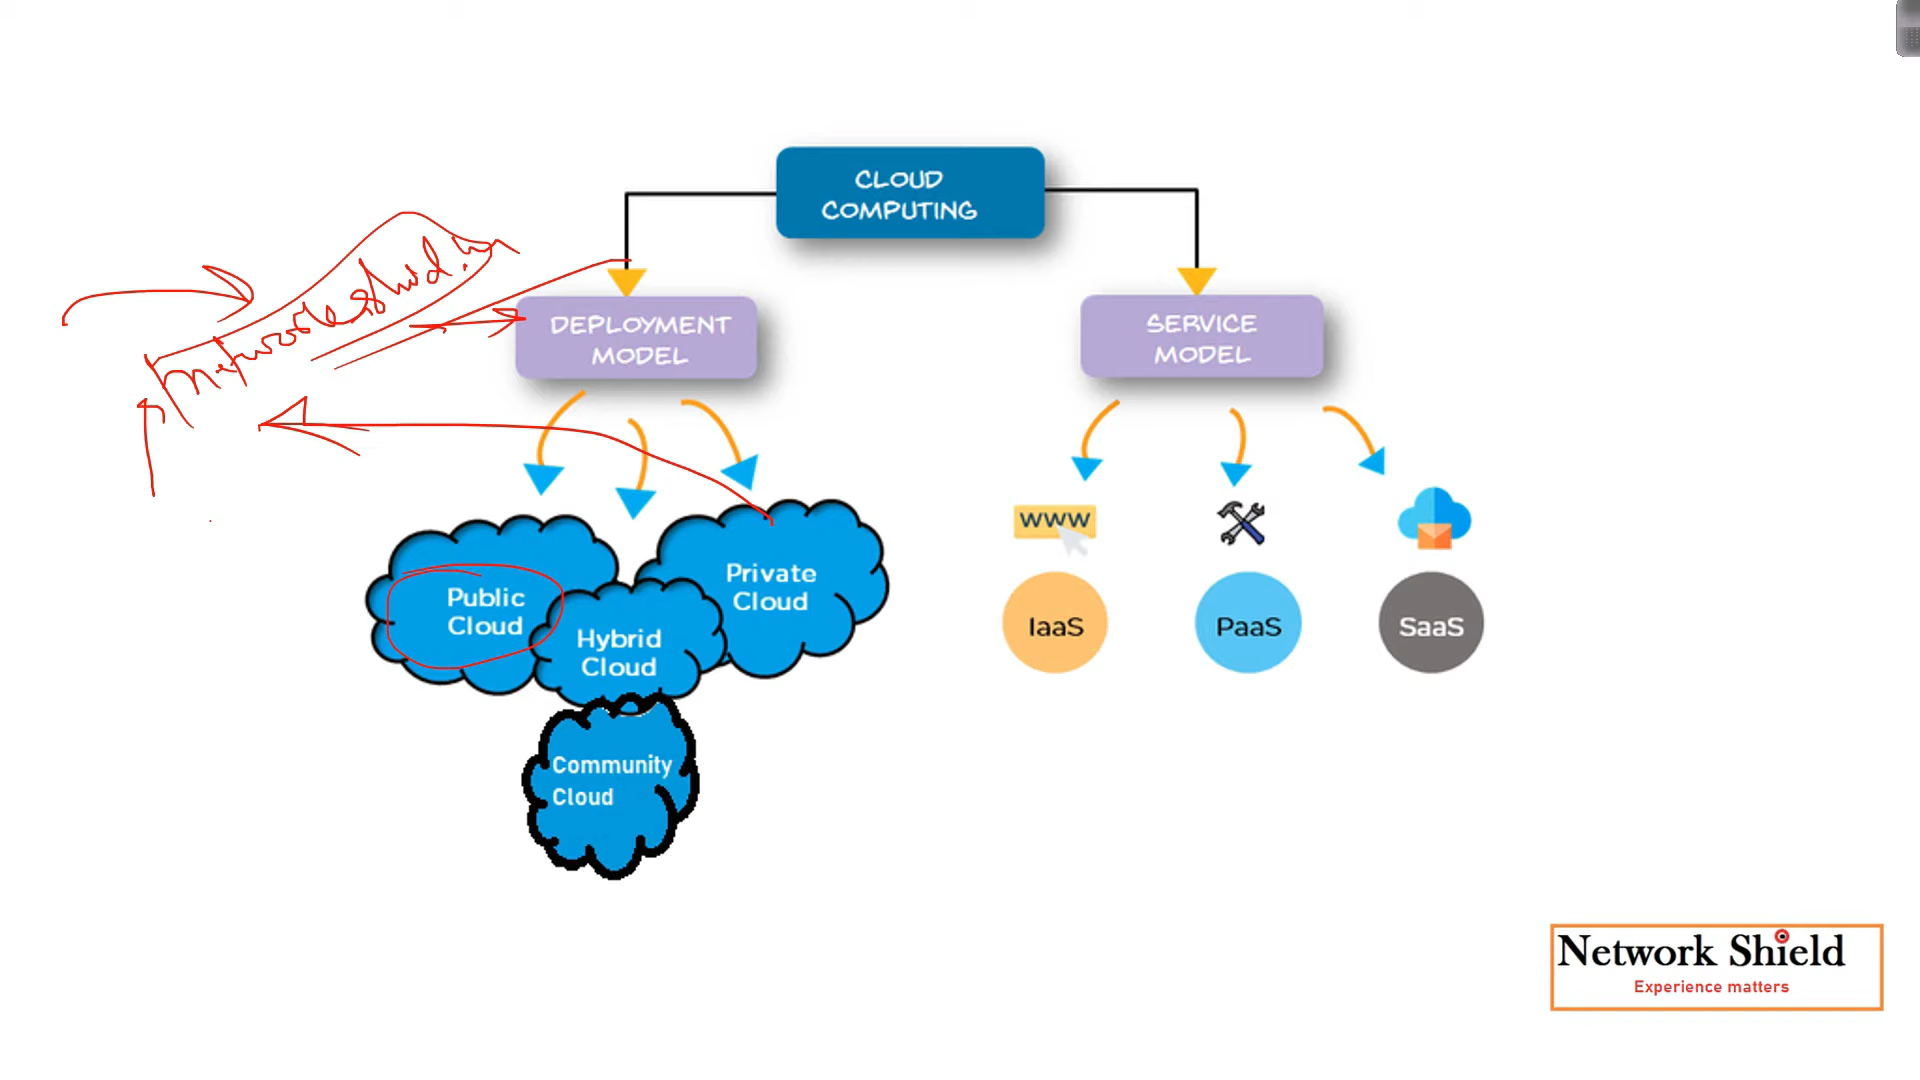 CLOUD
COMPUTING
DEPLOYMENT
MODEL
SERVICE
MODEL
WWW
Public
Cloud
Hybrid
Cloud
Private
Cloud
Community
Cloud
IaaS
PaaS
SaaS
Network Shield
Experience matters